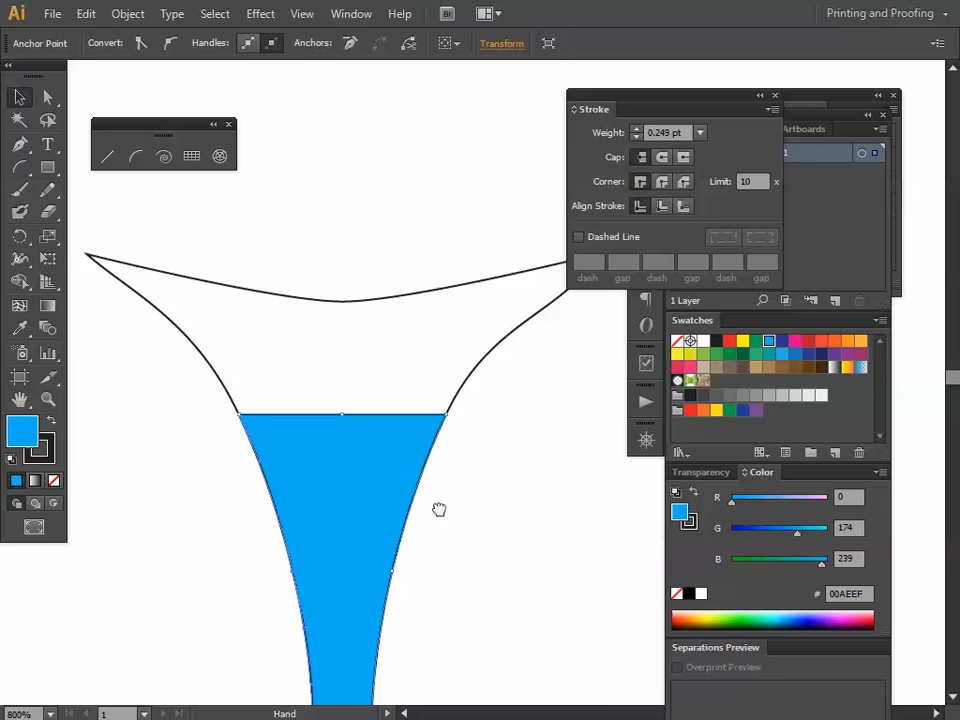 Ai File Edit Object Type Select Effect View Window Help Br Printing and Proofing
Anchor Point Convert: Handles: Anchors: Transform
Stroke
Artboards
Weight: 0.249 pt
Cap: 1
Corner: Limit: 10 x
Align Stroke:
Dashed Line
dash gap dash gap dash gap
1 Layer
Swatches
Transparency Color
R 0
G 174
B 239
# 00AEEF
Separations Preview
Overprint Preview
800% 1 Hand